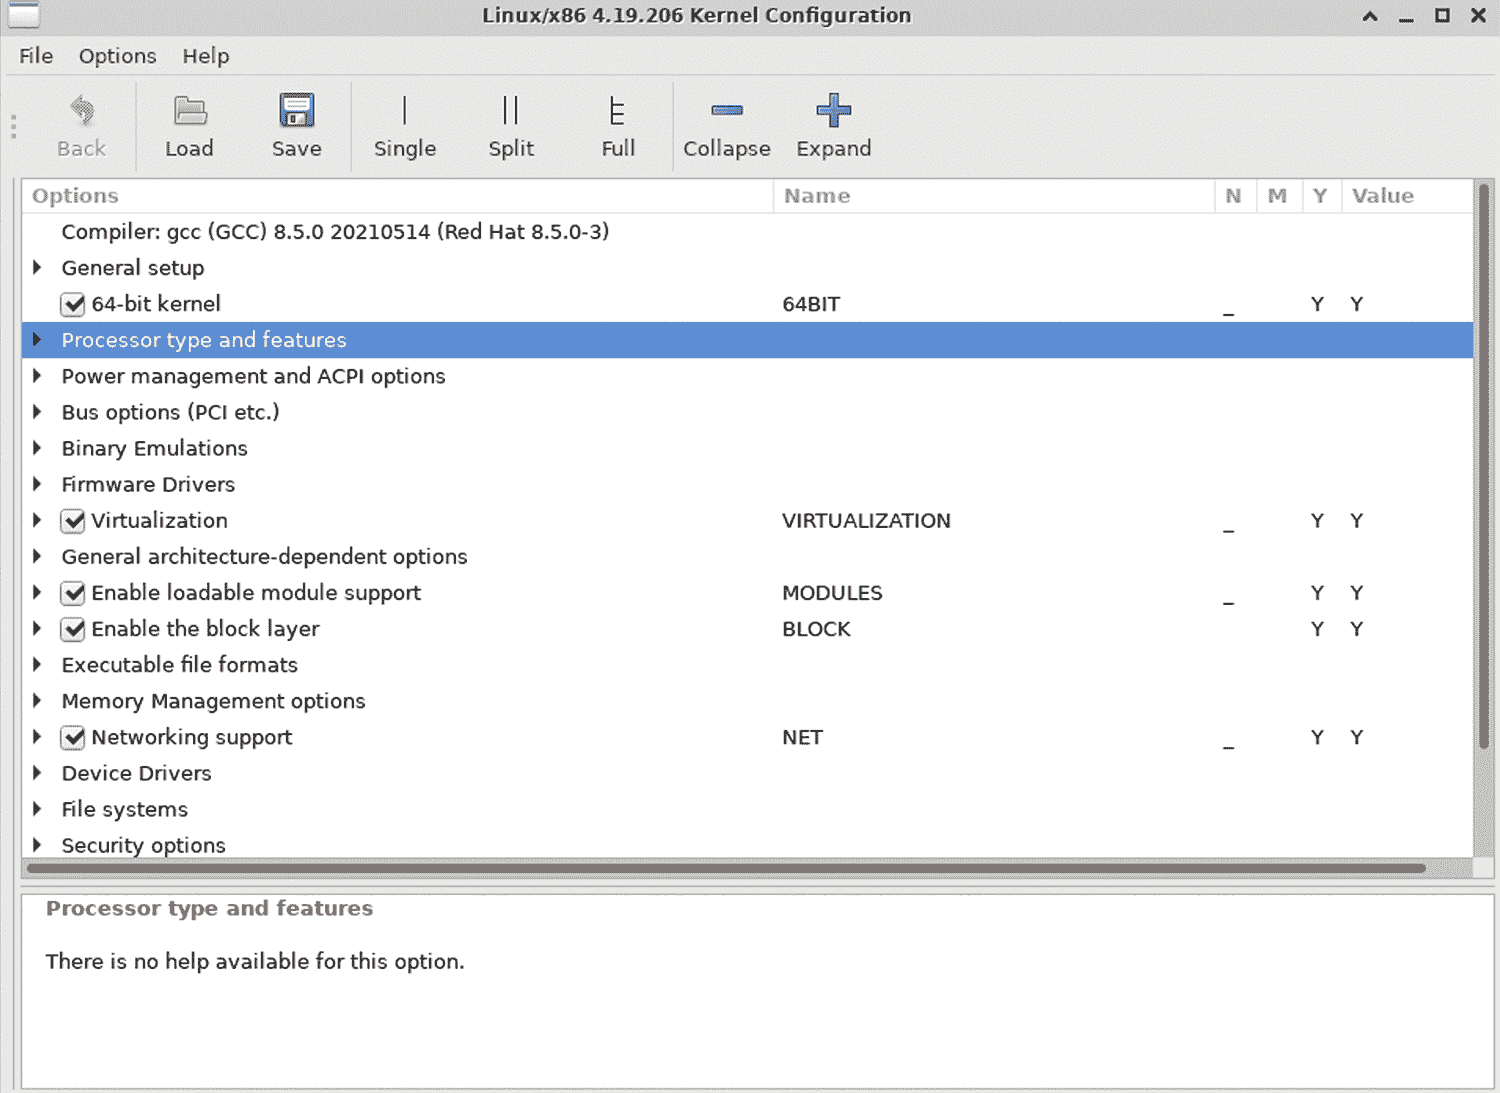 Linux/x86 4.19.206 Kernel Configuration
File Options Help
Back Load Save Single Split Full Collapse Expand
Options Name N M Y Value
Compiler: gcc (GCC) 8.5.0 20210514 (Red Hat 8.5.0-3)
General setup
64-bit kernel 64BIT _ Y Y
Processor type and features
Power management and ACPI options
Bus options (PCI etc.)
Binary Emulations
Firmware Drivers
Virtualization VIRTUALIZATION _ Y Y
General architecture-dependent options
Enable loadable module support MODULES _ Y Y
Enable the block layer BLOCK Y Y
Executable file formats
Memory Management options
Networking support NET _ Y Y
Device Drivers
File systems
Security options
Processor type and features
There is no help available for this option.